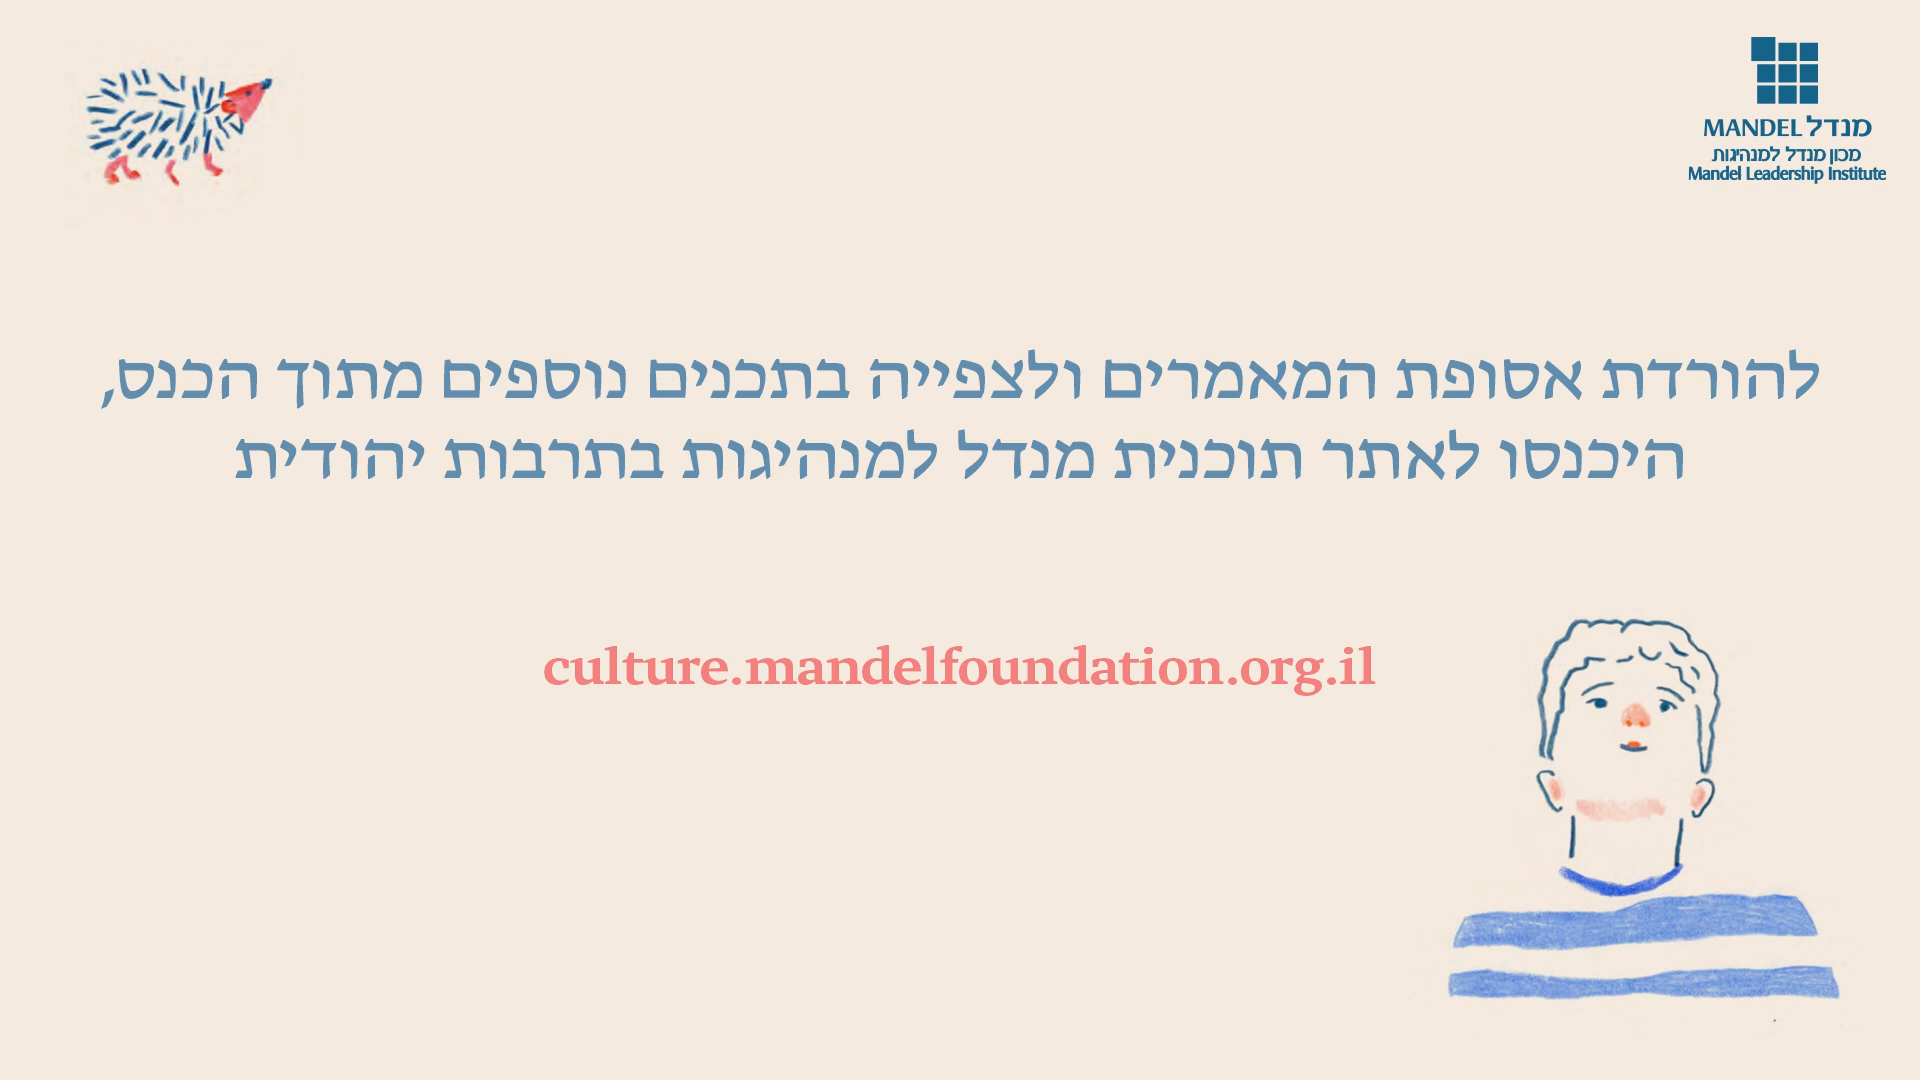 MANDEL מנדל
מכון מנדל למנהיגות
Mandel Leadership Institute
להורדת אסופת המאמרים ולצפייה בתכנים נוספים מתוך הכנס,
היכנסו לאתר תוכנית מנדל למנהיגות בתרבות יהודית
culture.mandelfoundation.org.il